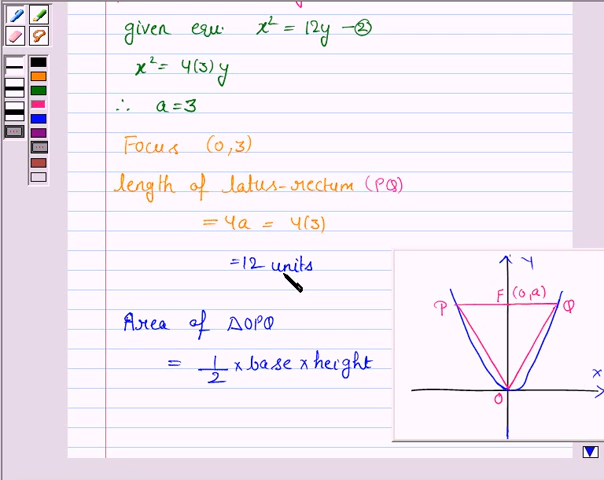 given equ. x² = 12y —②
x² = 4(3)y
∴ a = 3
Focus (0,3)
length of latus-rectum (PQ)
= 4a = 4(3)
= 12 units
Area of ΔOPQ
= 1/2 × base × height
Y
P F (0,a) Q
X
O